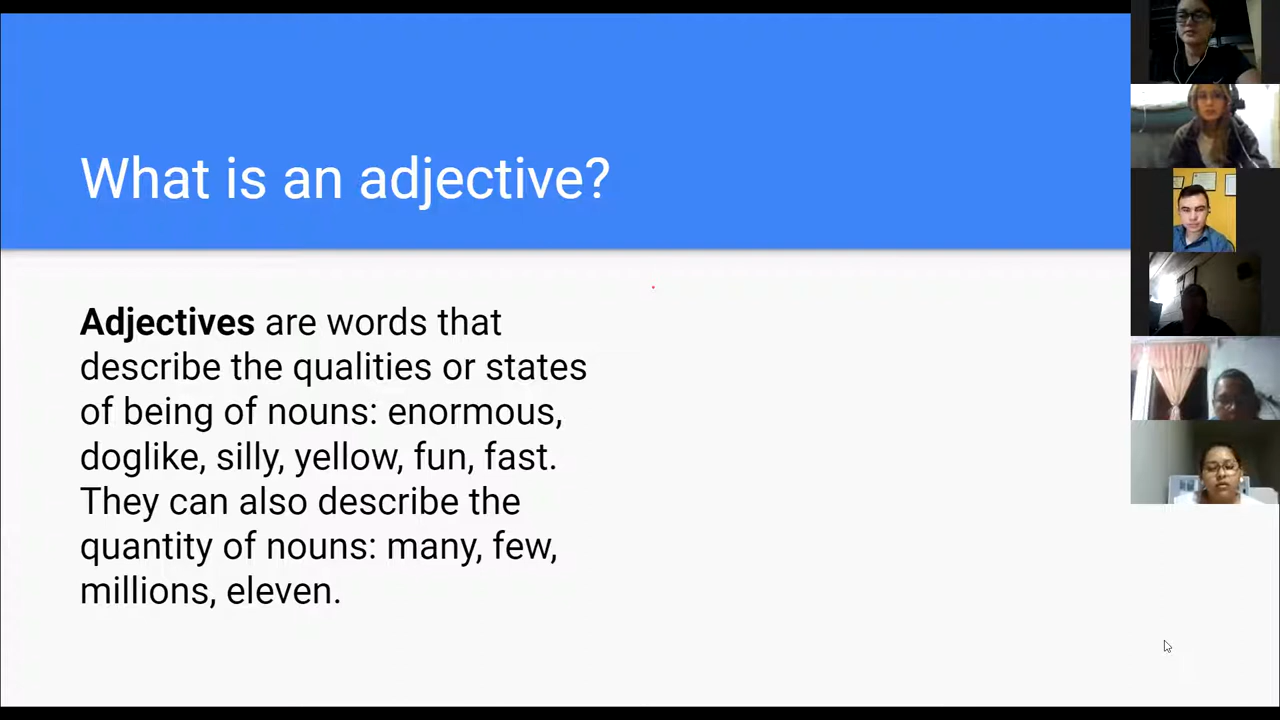 What is an adjective?
Adjectives are words that
describe the qualities or states
of being of nouns: enormous,
doglike, silly, yellow, fun, fast.
They can also describe the
quantity of nouns: many, few,
millions, eleven.